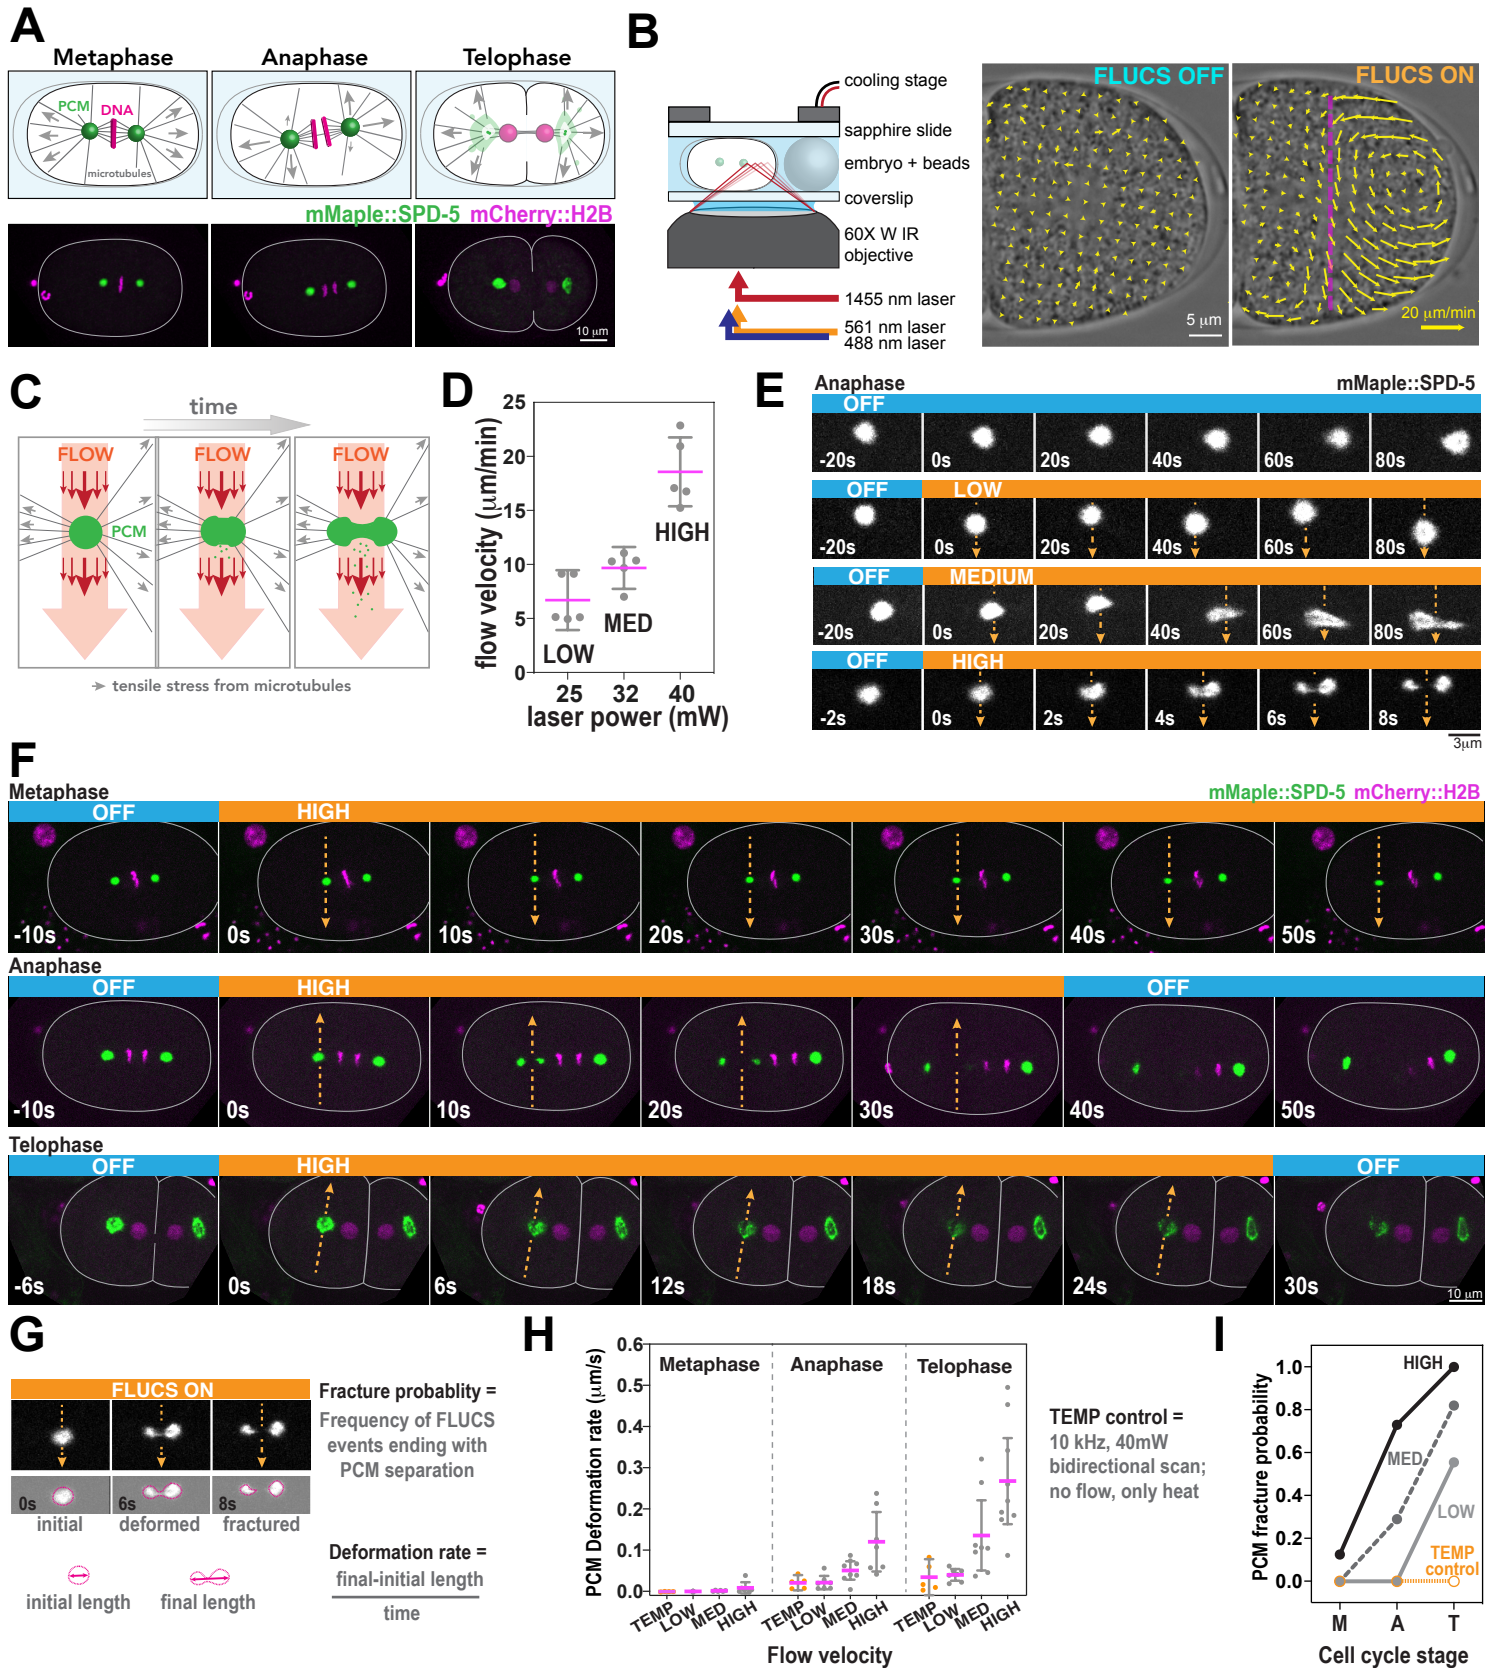 A
Metaphase
Anaphase
Telophase
PCM
DNA
microtubules
mMaple::SPD-5 mCherry::H2B
10 μm
B
cooling stage
sapphire slide
embryo + beads
coverslip
60X W IR
objective
1455 nm laser
561 nm laser
488 nm laser
FLUCS OFF
5 μm
FLUCS ON
20 μm/min
C
time
FLOW
FLOW
FLOW
PCM
tensile stress from microtubules
D
flow velocity (μm/min)
25
20
15
10
5
0
LOW
MED
HIGH
25 32 40
laser power (mW)
E
Anaphase mMaple::SPD-5
OFF
-20s 0s 20s 40s 60s 80s
OFF LOW
-20s 0s 20s 40s 60s 80s
OFF MEDIUM
-20s 0s 20s 40s 60s 80s
OFF HIGH
-2s 0s 2s 4s 6s 8s
3μm
F
Metaphase mMaple::SPD-5 mCherry::H2B
OFF HIGH
-10s 0s 10s 20s 30s 40s 50s
Anaphase
OFF HIGH OFF
-10s 0s 10s 20s 30s 40s 50s
Telophase
OFF HIGH OFF
-6s 0s 6s 12s 18s 24s 30s
10 μm
G
FLUCS ON
0s 6s 8s
initial deformed fractured
initial length final length
Fracture probablity =
Frequency of FLUCS
events ending with
PCM separation
Deformation rate =
final-initial length
time
H
PCM Deformation rate (μm/s)
0.6
0.5
0.4
0.3
0.2
0.1
0.0
Metaphase Anaphase Telophase
TEMP LOW MED HIGH TEMP LOW MED HIGH TEMP LOW MED HIGH
Flow velocity
TEMP control =
10 kHz, 40mW
bidirectional scan;
no flow, only heat
I
PCM fracture probability
1.0
0.8
0.6
0.4
0.2
0.0
HIGH
MED
LOW
TEMP
control
M A T
Cell cycle stage